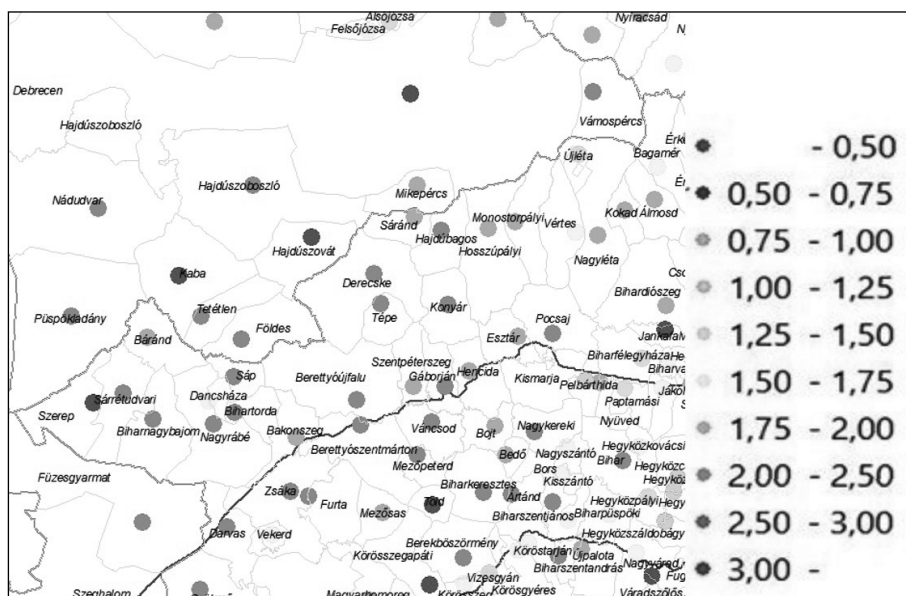 Alsójózsa
Felsőjózsa
Nyíracsád
Debrecen
Hajdúszoboszló
Vámospércs
Újléta
Bagamér
Nádudvar
Hajdúszoboszló
Mikepércs
Sáránd
Hajdúbagos
Monostorpályi
Hosszúpályi
Vértes
Kokad
Álmosd
Nagyléta
Hajdúszovát
Kaba
Derecske
Bihardiószeg
Püspökladány
Tetétlen
Földes
Tépe
Konyár
Báránd
Esztár
Pocsaj
Jankafalv
Biharfélegyháza
Szentpéterszeg
Hencida
Gáborján
Kismarja
Pelbárthida
Biharva
Paptamási
Sáp
Berettyóújfalu
Dancsháza
Szerep
Sárrétudvari
Bihartorda
Biharnagybajom
Nagyrábé
Bakonszeg
Berettyószentmárton
Váncsod
Bojt
Nagykereki
Nyüved
Hegyközkovácsi
Mezőpeterd
Bedő
Nagyszántó
Bihar
Bors
Kisszántó
Füzesgyarmat
Zsáka
Furta
Biharkeresztes
Ártánd
Told
Hegyközpályi
Mezősas
Biharszentjános
Biharpüspöki
Hegyközszáldobágy
Darvas
Vekerd
Berekböszörmény
Körösszegapáti
Köröstarján
Újpalota
Biharszentandrás
Nagyvárad
Vizesgyán
Körösgyéres
Szeghalom
Magyarhomorog
Körösszeg
Váradszőlős
- 0,50
0,50 - 0,75
0,75 - 1,00
1,00 - 1,25
1,25 - 1,50
1,50 - 1,75
1,75 - 2,00
2,00 - 2,50
2,50 - 3,00
3,00 -